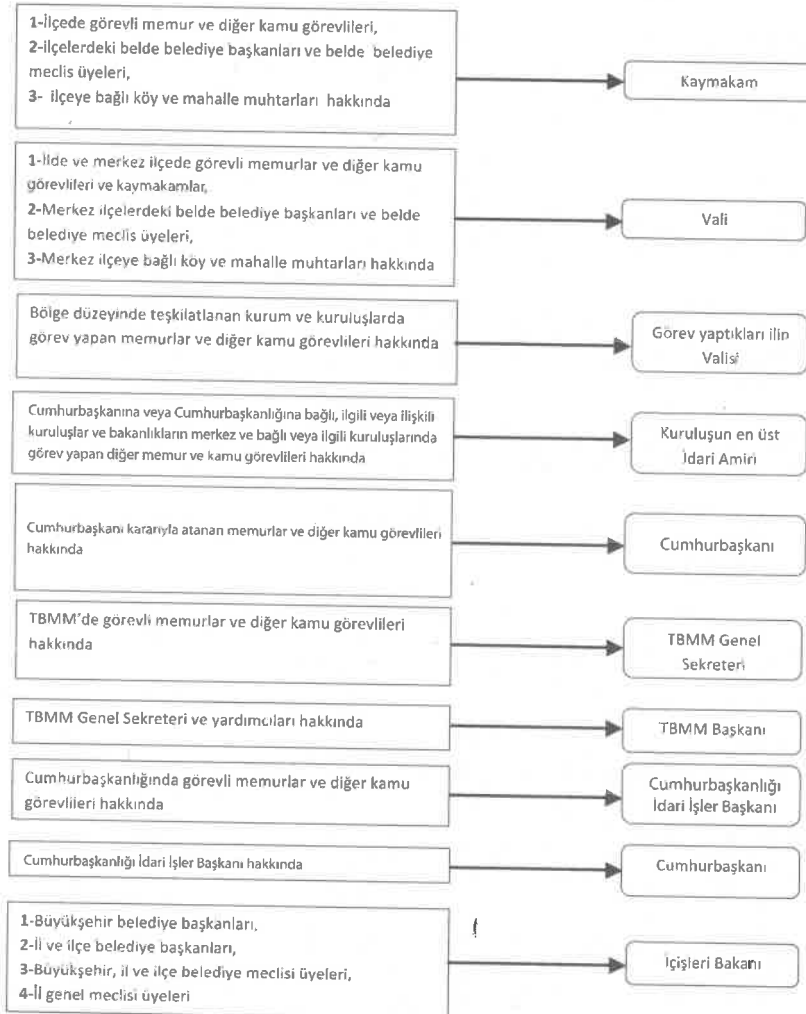 1-İlçede görevli memur ve diğer kamu görevlileri,
2-ilçelerdeki belde belediye başkanları ve belde belediye
meclis üyeleri,
3- ilçeye bağlı köy ve mahalle muhtarları hakkında
Kaymakam
1-İlde ve merkez ilçede görevli memurlar ve diğer kamu
görevlileri ve kaymakamlar,
2-Merkez ilçelerdeki belde belediye başkanları ve belde
belediye meclis üyeleri,
3-Merkez ilçeye bağlı köy ve mahalle muhtarları hakkında
Vali
Bölge düzeyinde teşkilatlanan kurum ve kuruluşlarda
görev yapan memurlar ve diğer kamu görevlileri hakkında
Görev yaptıkları ilin
Valisi
Cumhurbaşkanına veya Cumhurbaşkanlığına bağlı, ilgili veya ilişkili
kuruluşlar ve bakanlıkların merkez ve bağlı veya ilgili kuruluşlarında
görev yapan diğer memur ve kamu görevlileri hakkında
Kuruluşun en üst
İdari Amiri
Cumhurbaşkanı kararıyla atanan memurlar ve diğer kamu görevlileri
hakkında
Cumhurbaşkanı
TBMM'de görevli memurlar ve diğer kamu görevlileri
hakkında
TBMM Genel
Sekreteri
TBMM Genel Sekreteri ve yardımcıları hakkında
TBMM Başkanı
Cumhurbaşkanlığında görevli memurlar ve diğer kamu
görevlileri hakkında
Cumhurbaşkanlığı
İdari İşler Başkanı
Cumhurbaşkanlığı İdari İşler Başkanı hakkında
Cumhurbaşkanı
1-Büyükşehir belediye başkanları,
2-İl ve ilçe belediye başkanları,
3-Büyükşehir, il ve ilçe belediye meclisi üyeleri,
4-İl genel meclisi üyeleri
İçişleri Bakanı